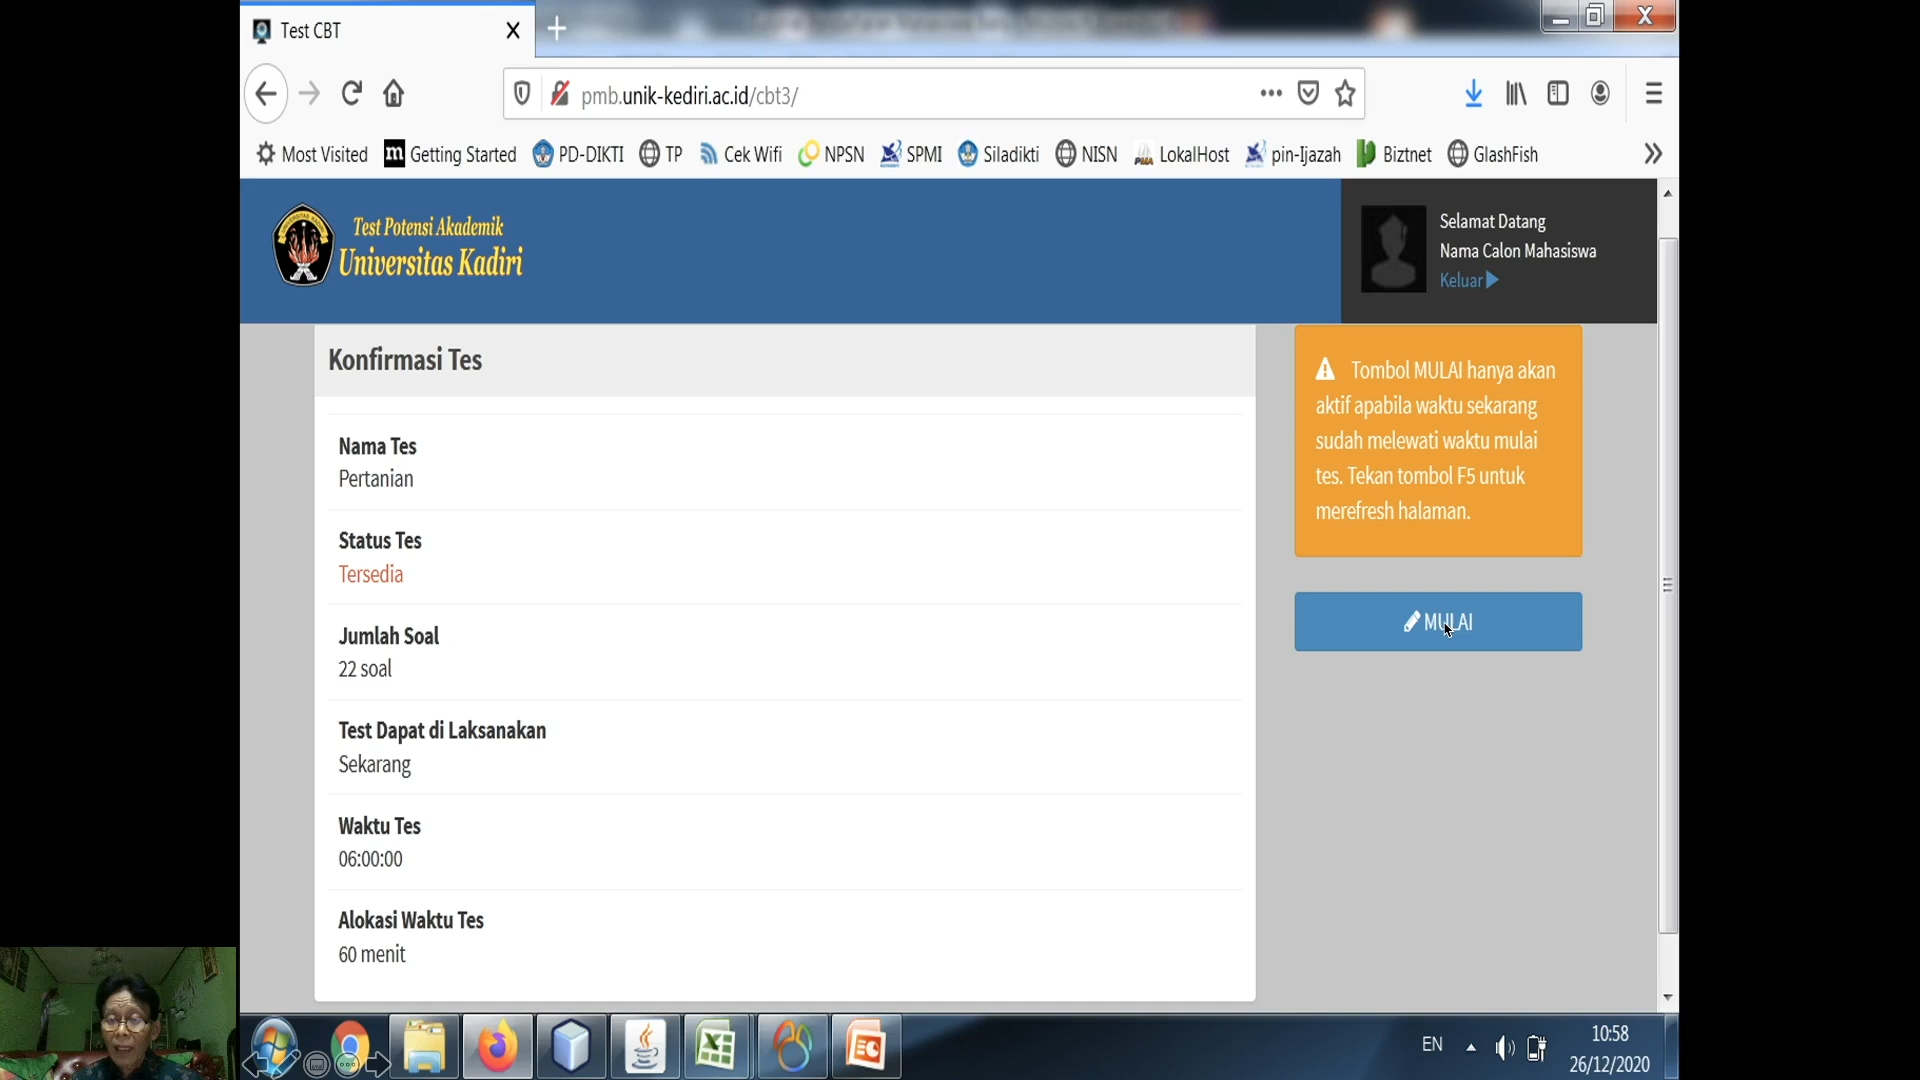 Test CBT
pmb.unik-kediri.ac.id/cbt3/
Most Visited
Getting Started
PD-DIKTI
TP
Cek Wifi
NPSN
SPMI
Siladikti
NISN
LokalHost
pin-Ijazah
Biztnet
GlashFish
Test Potensi Akademik
Universitas Kadiri
Selamat Datang
Nama Calon Mahasiswa
Keluar
Konfirmasi Tes
Nama Tes
Pertanian
Status Tes
Tersedia
Jumlah Soal
22 soal
Test Dapat di Laksanakan
Sekarang
Waktu Tes
06:00:00
Alokasi Waktu Tes
60 menit
Tombol MULAI hanya akan
aktif apabila waktu sekarang
sudah melewati waktu mulai
tes. Tekan tombol F5 untuk
merefresh halaman.
MULAI
EN
10:58
26/12/2020